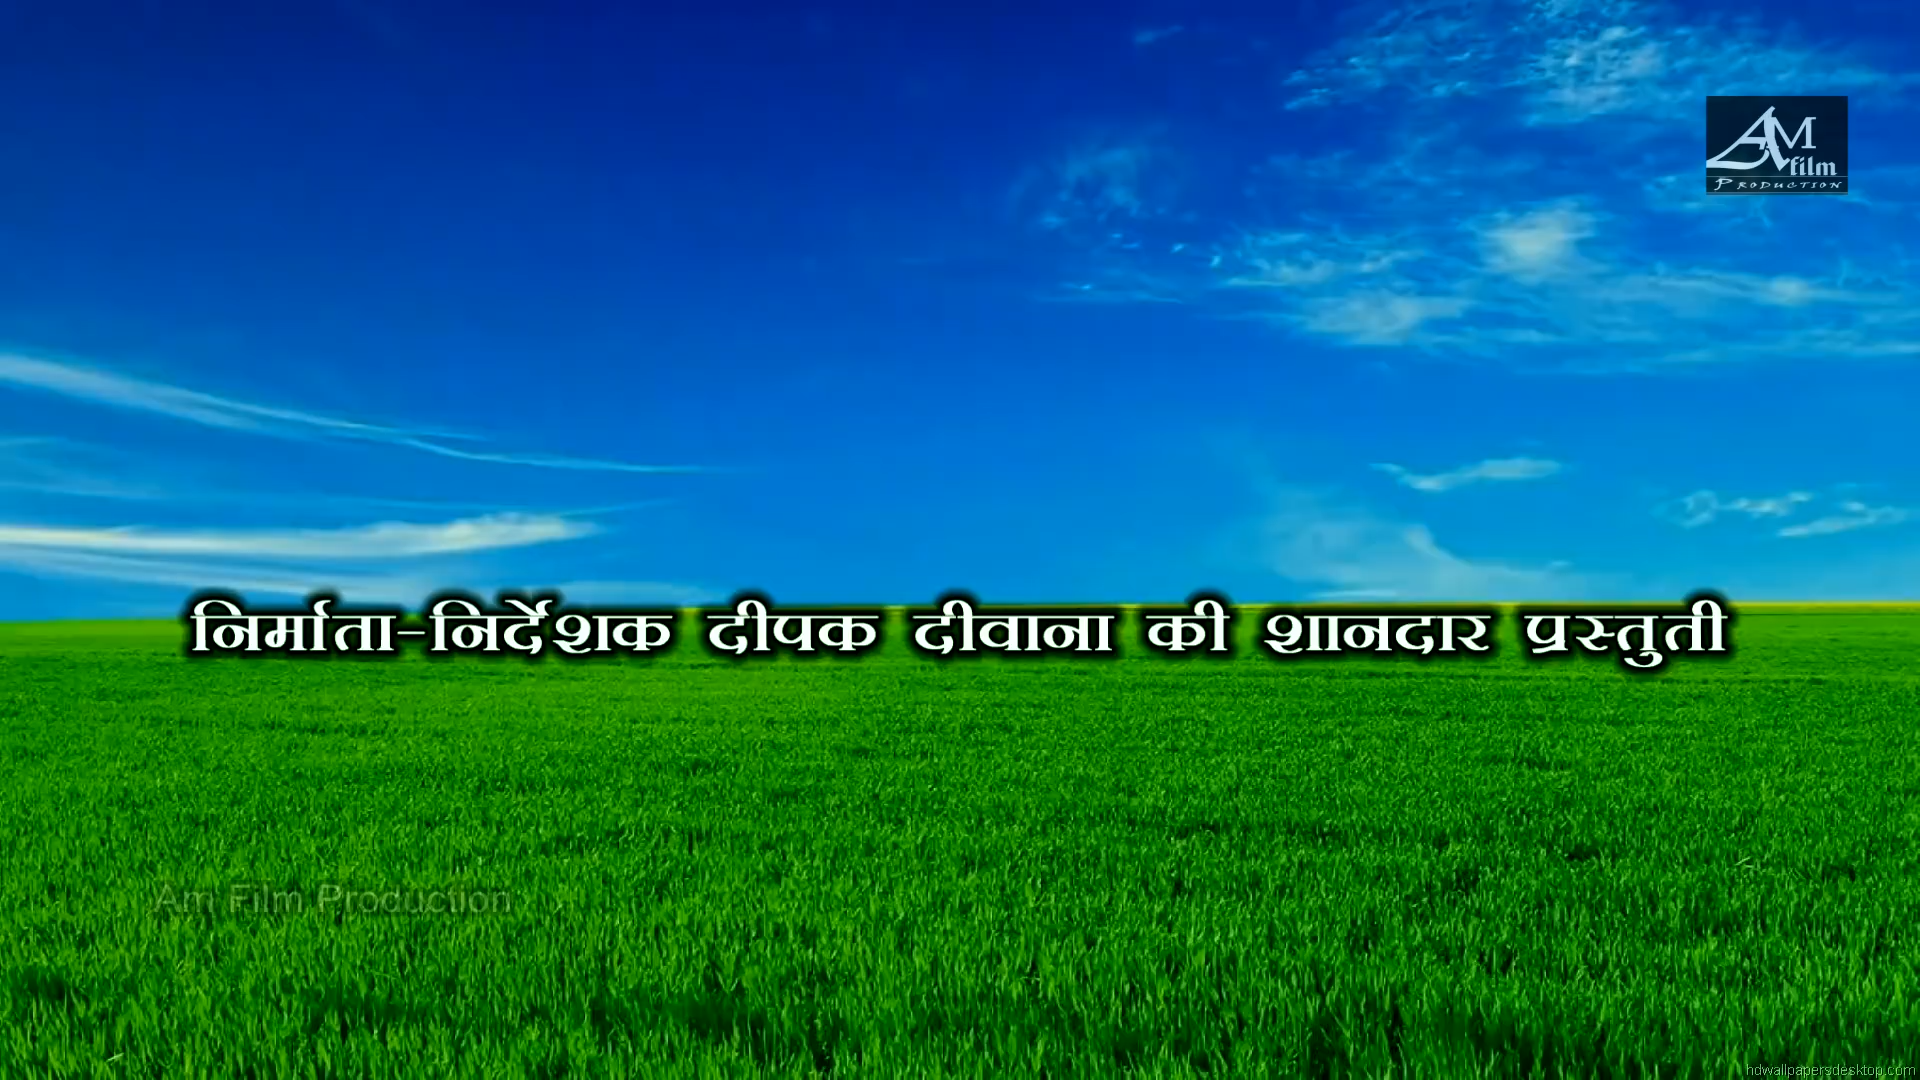 AM
film
PRODUCTION
निर्माता-निर्देशक दीपक दीवाना की शानदार प्रस्तुती
Am Film Production
hdwallpapersdesktop.com